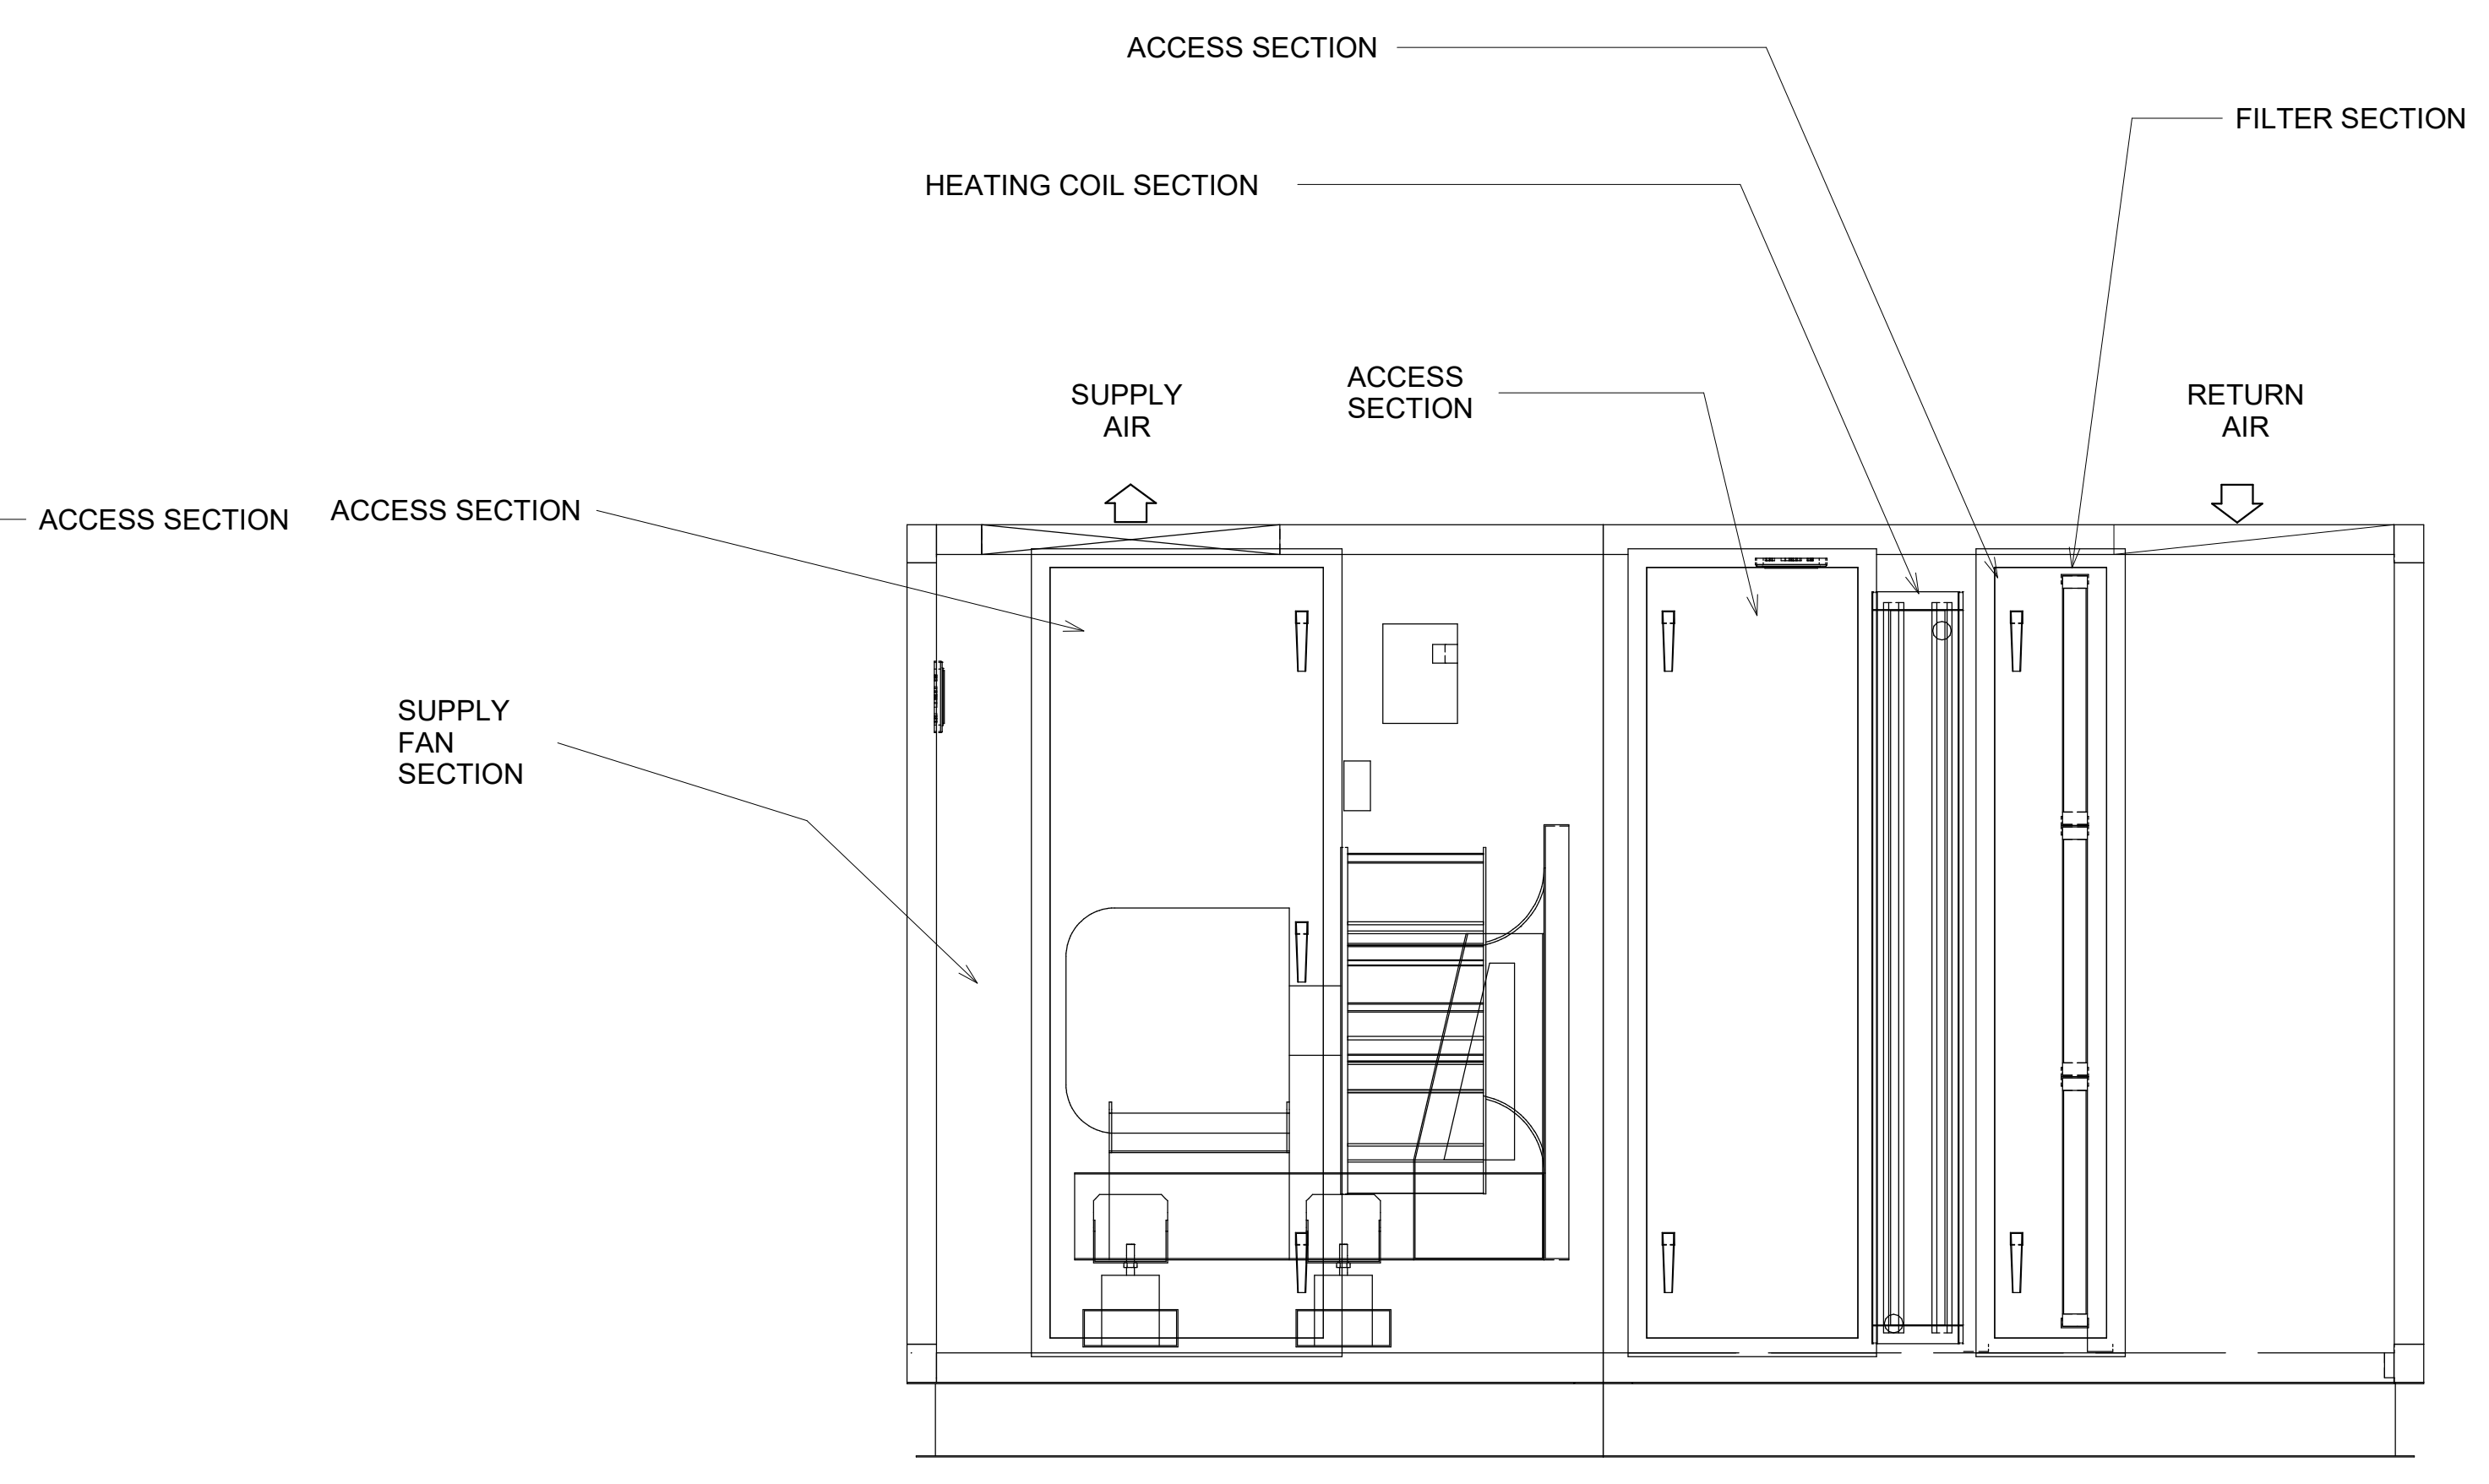 ACCESS SECTION
FILTER SECTION
HEATING COIL SECTION
ACCESS
SECTION
SUPPLY
AIR
RETURN
AIR
ACCESS SECTION
ACCESS SECTION
SUPPLY
FAN
SECTION